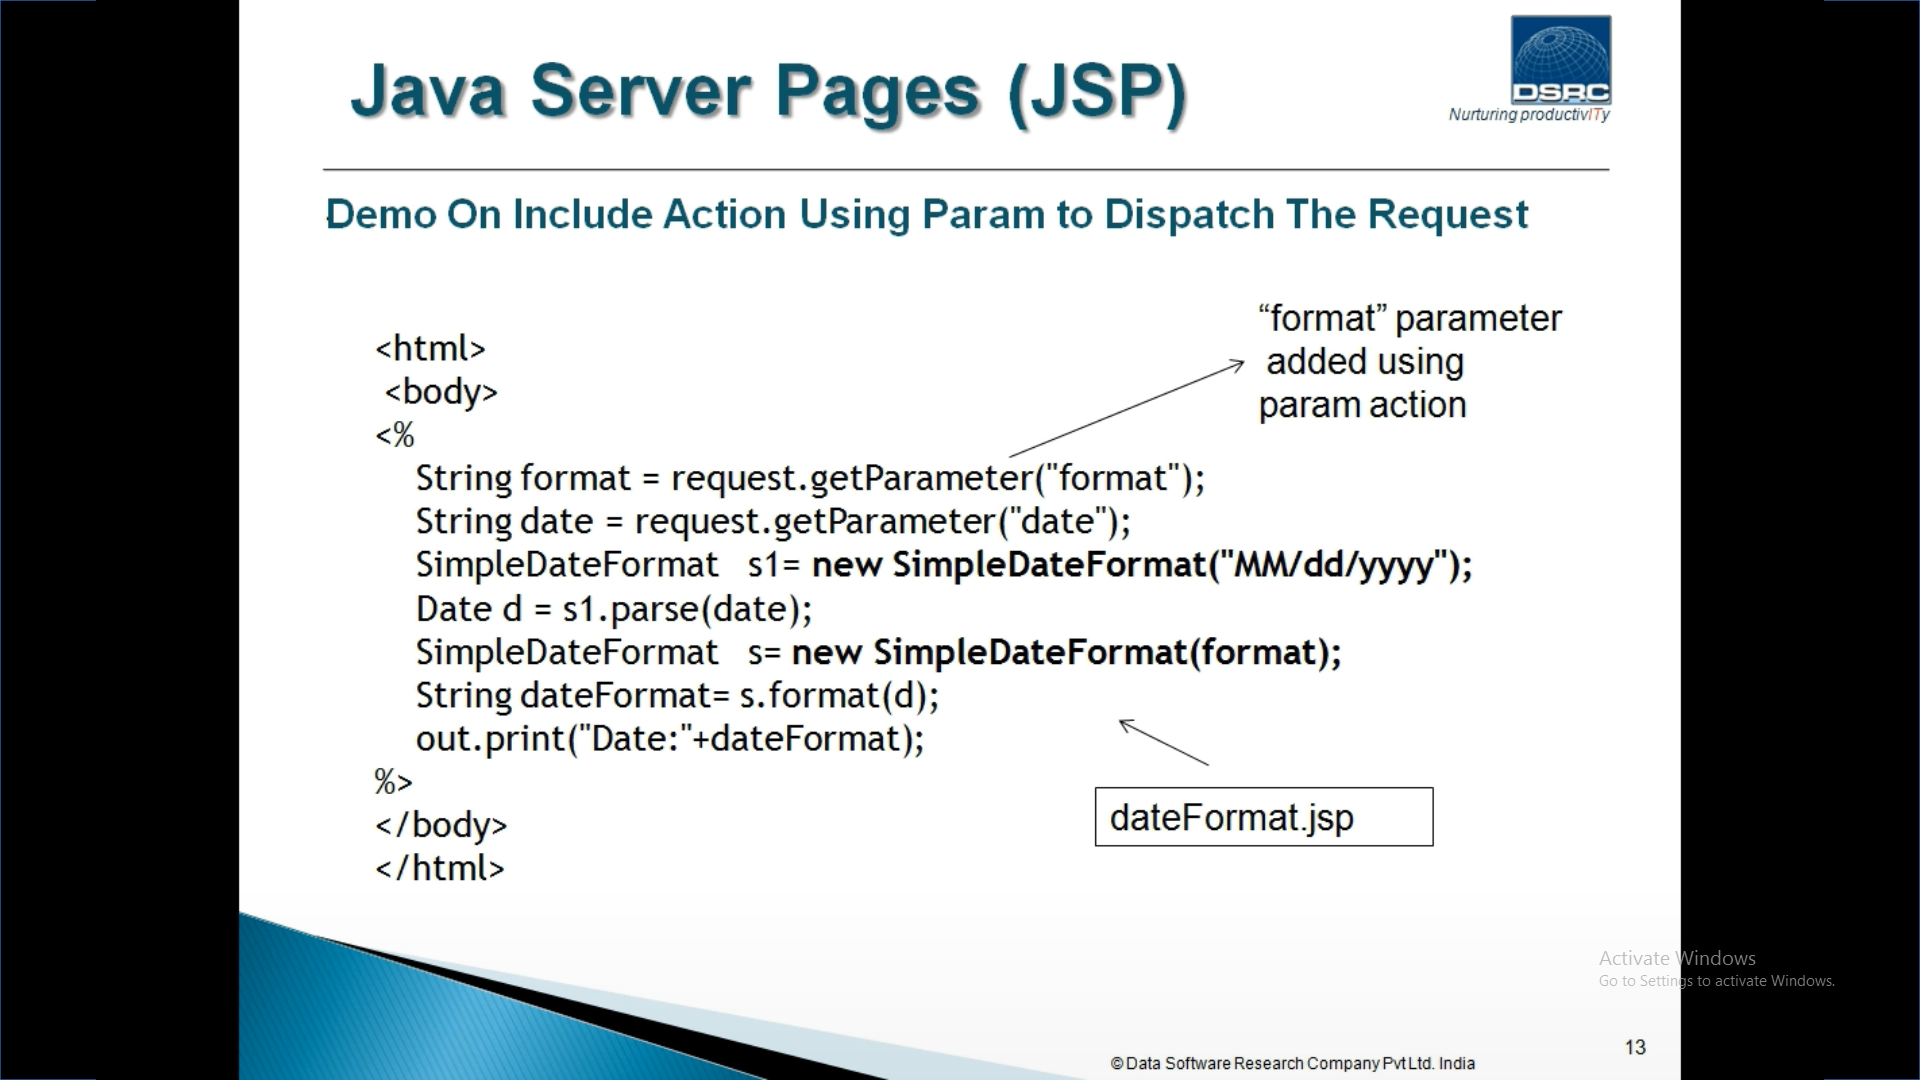 Java Server Pages (JSP)
DSRC
Nurturing productivITy
Demo On Include Action Using Param to Dispatch The Request
“format” parameter
added using
param action
<html>
<body>
<%
String format = request.getParameter("format");
String date = request.getParameter("date");
SimpleDateFormat s1= new SimpleDateFormat("MM/dd/yyyy");
Date d = s1.parse(date);
SimpleDateFormat s= new SimpleDateFormat(format);
String dateFormat= s.format(d);
out.print("Date:"+dateFormat);
%>
</body>
</html>
dateFormat.jsp
Activate Windows
Go to Settings to activate Windows.
13
© Data Software Research Company Pvt Ltd. India